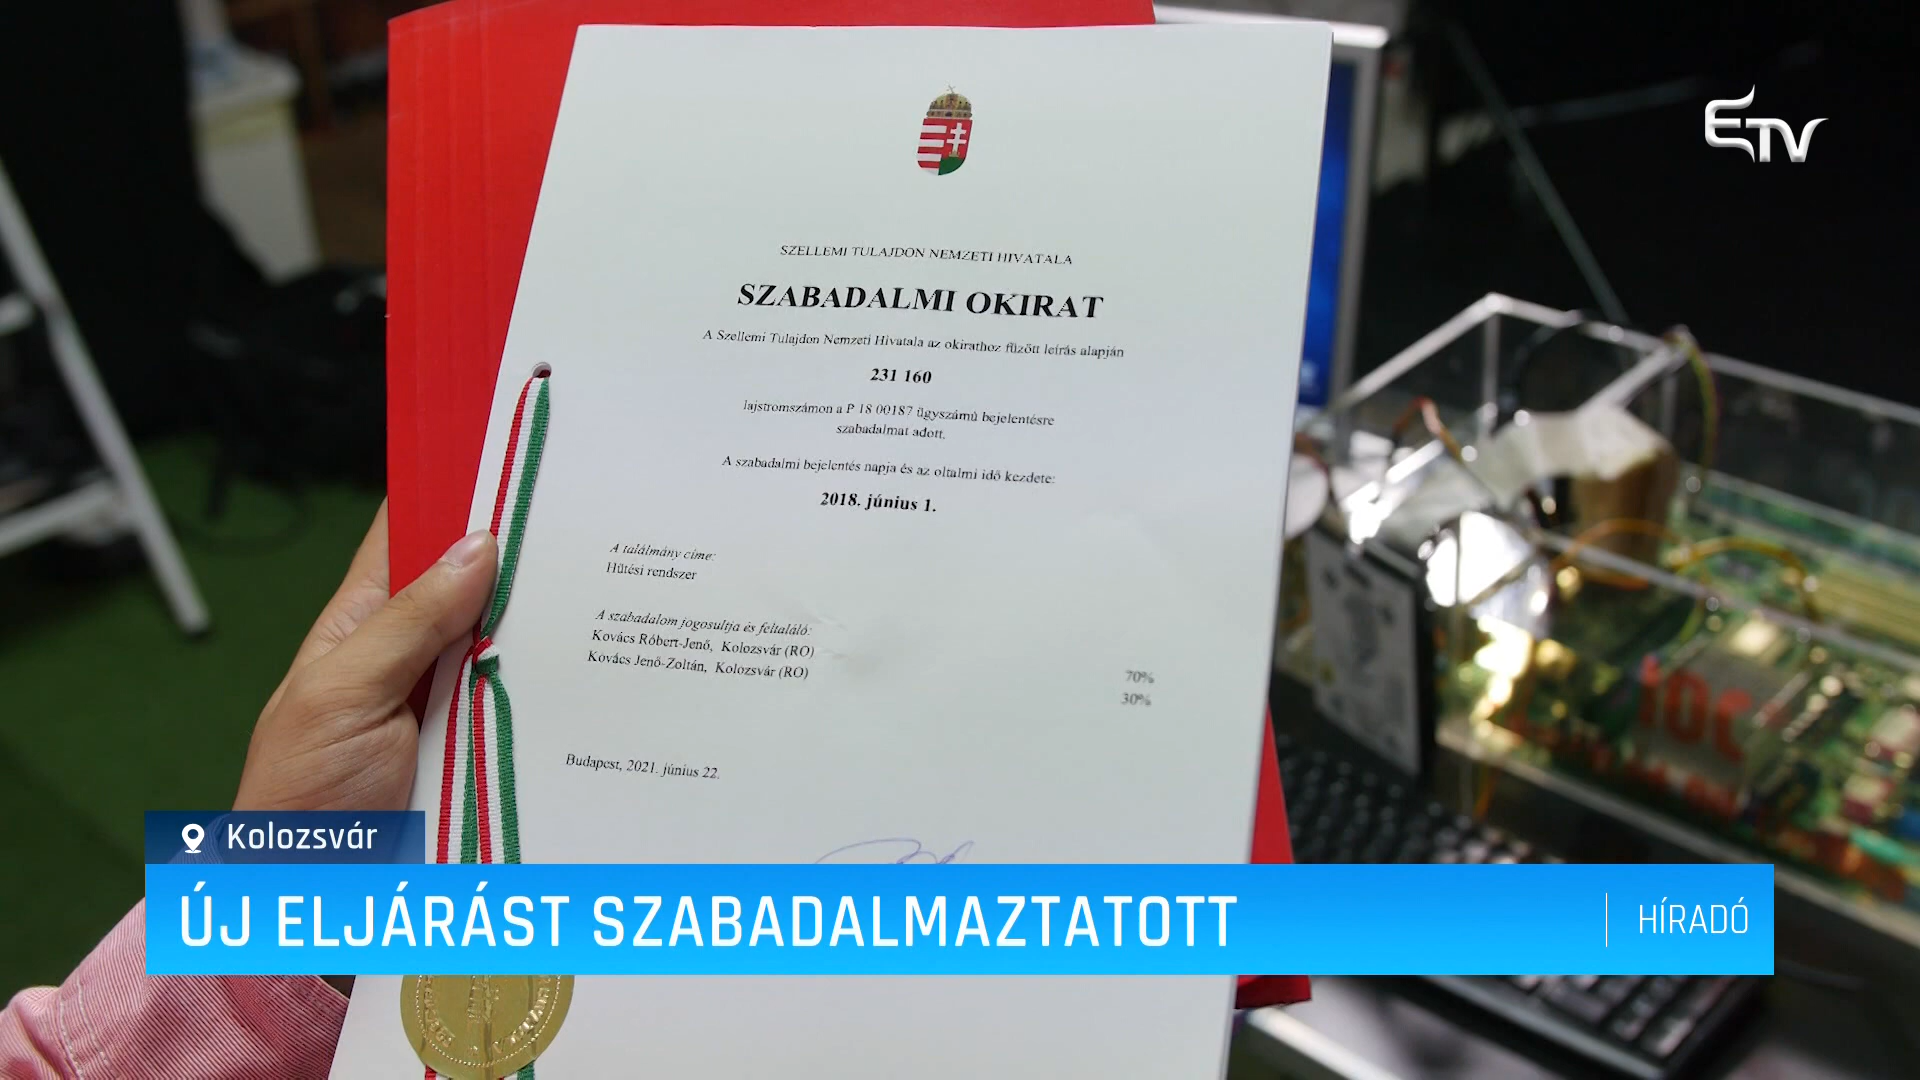 ETV
SZELLEMI TULAJDON NEMZETI HIVATALA
SZABADALMI OKIRAT
A Szellemi Tulajdon Nemzeti Hivatala az okirathoz fűzött leírás alapján
231 160
lajstromszámon a P 18 00187 ügyszámú bejelentésre
szabadalmat adott.
A szabadalmi bejelentés napja és az oltalmi idő kezdete:
2018. június 1.
A találmány címe:
Hűtési rendszer
A szabadalom jogosultja és feltaláló:
Kovács Róbert-Jenő, Kolozsvár (RO) 70%
Kovács Jenő-Zoltán, Kolozsvár (RO) 30%
Budapest, 2021. június 22.
Kolozsvár
ÚJ ELJÁRÁST SZABADALMAZTATOTT
HÍRADÓ